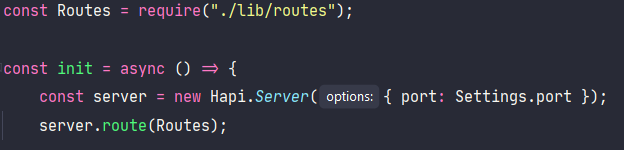 const Routes = require("./lib/routes");
const init = async () => {
const server = new Hapi.Server( options: { port: Settings.port });
server.route(Routes);